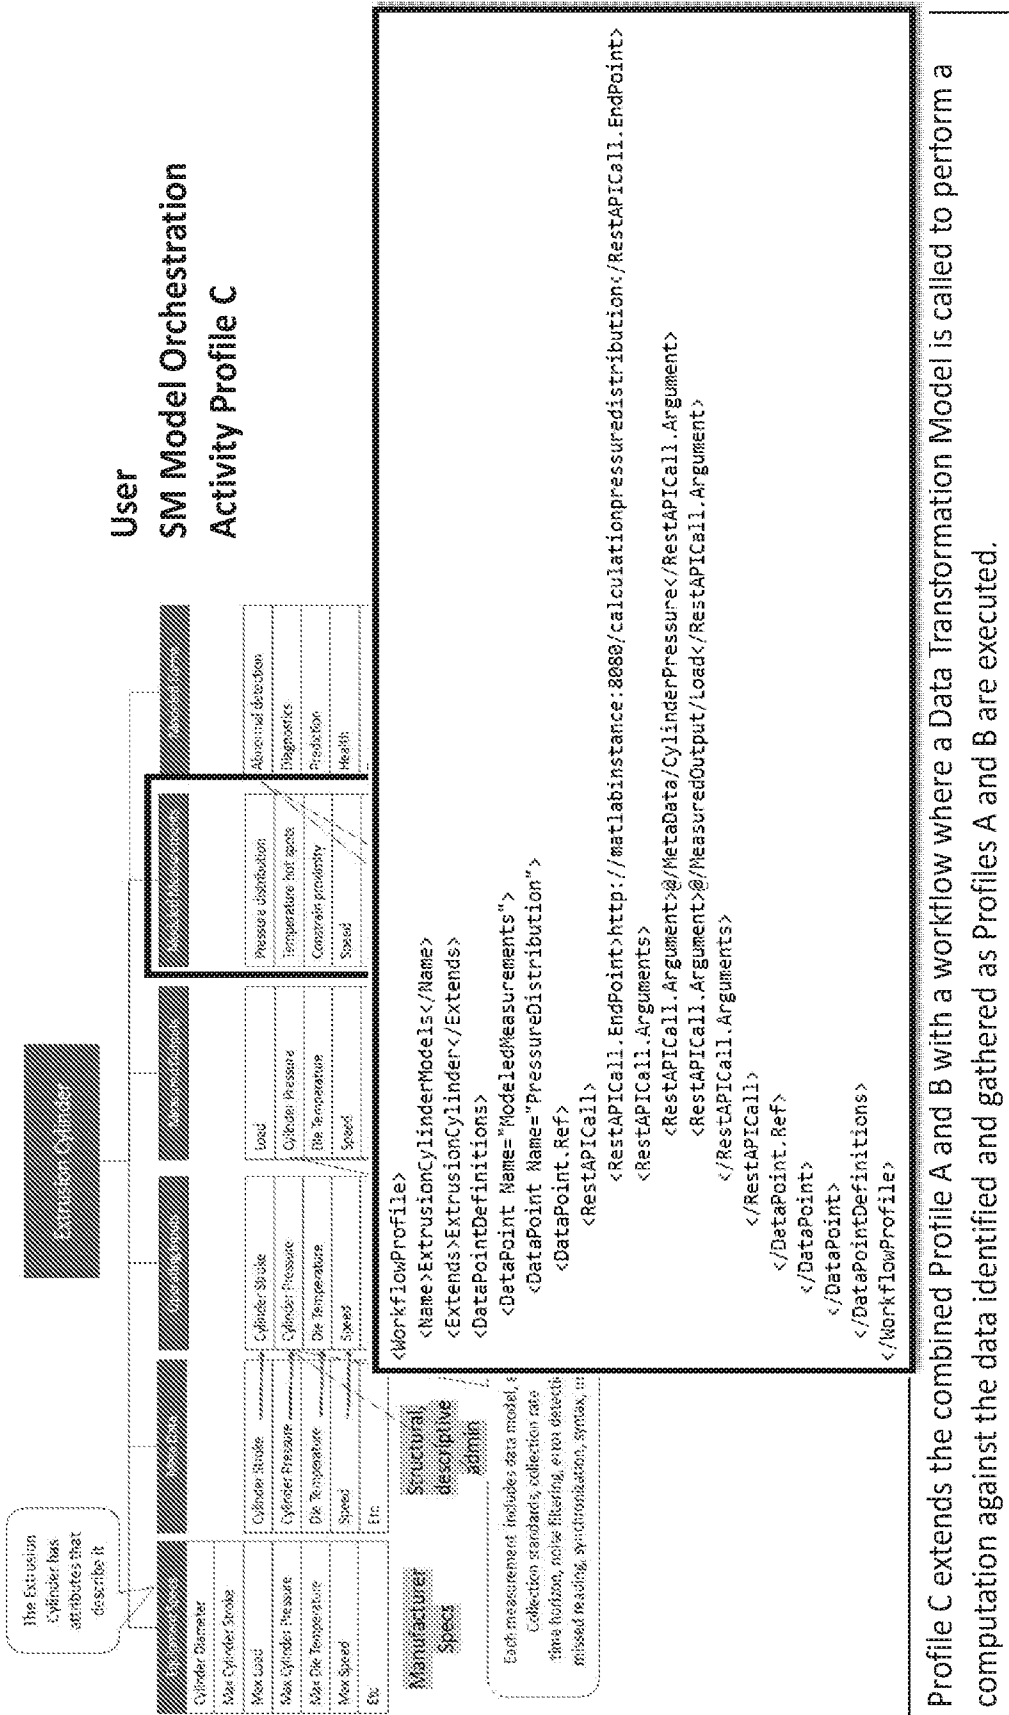 User
SM Model Orchestration
Activity Profile C
Extrusion Cylinder
The Extrusion
Cylinder has
attributes that
describe it
Cylinder Diameter
Max Cylinder Stroke
Max Load
Max Cylinder Pressure
Max Die Temperature
Max Speed
Etc
Cylinder Stroke
Cylinder Pressure
Die Temperature
Speed
Etc
Cylinder Stroke
Cylinder Pressure
Die Temperature
Speed
Load
Cylinder Pressure
Die Temperature
Speed
Pressure distribution
Temperature hot spots
Constrain proximity
Speed
Abnormal detection
Diagnostics
Prediction
Health
Manufacturer
Specs
Structural
descriptive
admin
Each measurement includes data model,
Collection standards, collection rate
time horizon, noise filtering, error detecti
missed reading, synchronization, syntax,
<WorkflowProfile>
<Name>ExtrusionCylinderModels</Name>
<Extends>ExtrusionCylinder</Extends>
<DataPointDefinitions>
<DataPoint Name="ModeledMeasurements">
<DataPoint Name="PressureDistribution">
<DataPoint.Ref>
<RestAPICall>
<RestAPICall.EndPoint>http://matlabinstance:8080/calculationpressuredistribution</RestAPICall.EndPoint>
<RestAPICall.Arguments>
<RestAPICall.Argument>@/MetaData/CylinderPressure</RestAPICall.Argument>
<RestAPICall.Argument>@/MeasuredOutput/Load</RestAPICall.Argument>
</RestAPICall.Arguments>
</RestAPICall>
</DataPoint.Ref>
</DataPoint>
</DataPoint>
</DataPointDefinitions>
</WorkflowProfile>
Profile C extends the combined Profile A and B with a workflow where a Data Transformation Model is called to perform a
computation against the data identified and gathered as Profiles A and B are executed.